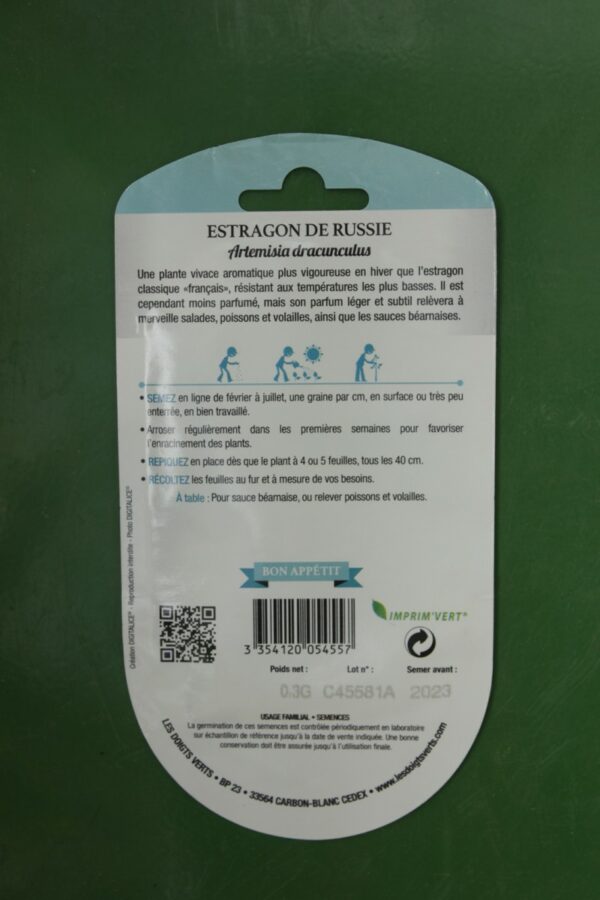 ESTRAGON DE RUSSIE
Artemisia dracunculus
Une plante vivace aromatique plus vigoureuse en hiver que l'estragon
classique «français», résistant aux températures les plus basses. Il est
cependant moins parfumé, mais son parfum léger et subtil relèvera à
merveille salades, poissons et volailles, ainsi que les sauces béarnaises.
• SEMEZ en ligne de février à juillet, une graine par cm, en surface ou très peu
enterrée, en bien travaillé.
• Arroser régulièrement dans les premières semaines pour favoriser
l'enracinement des plants.
• REPIQUEZ en place dès que le plant à 4 ou 5 feuilles, tous les 40 cm.
• RÉCOLTEZ les feuilles au fur et à mesure de vos besoins.
À table : Pour sauce béarnaise, ou relever poissons et volailles.
Création DIGITALICE® - Reproduction interdite - Photo DIGITALICE®
BON APPÉTIT
IMPRIM'VERT®
3 354120 054557
Poids net : Lot n° : Semer avant :
0.3G C45581A 2023
USAGE FAMILIAL • SEMENCES
La germination de ces semences est contrôlée périodiquement en laboratoire
sur échantillon de référence jusqu'à la date de vente indiquée. Une bonne
conservation doit être assurée jusqu'à l'utilisation finale.
LES DOIGTS VERTS • BP 23 • 33564 CARBON-BLANC CEDEX • www.lesdoigtsverts.com